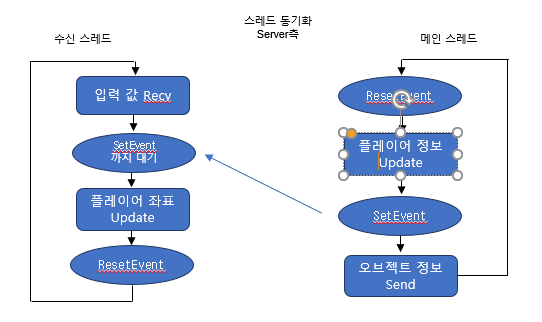 스레드 동기화
Server측
수신 스레드
입력 값 Recv
SetEvent
까지 대기
플레이어 좌표
Update
ResetEvent
메인 스레드
ResetEvent
플레이어 정보
Update
SetEvent
오브젝트 정보
Send